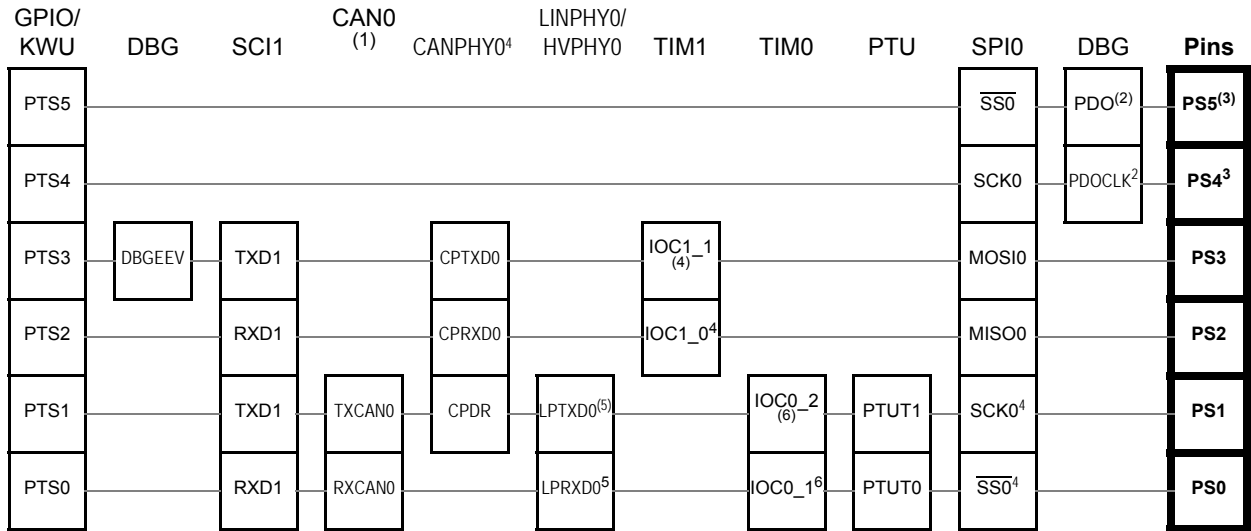 GPIO/ CAN0 LINPHY0/
KWU DBG SCI1 (1) CANPHY04 HVPHY0 TIM1 TIM0 PTU SPI0 DBG Pins
PTS5 SS0 PDO(2) PS5(3)
PTS4 SCK0 PDOCLK2 PS43
PTS3 DBGEEV TXD1 CPTXD0 IOC1_1 (4) MOSI0 PS3
PTS2 RXD1 CPRXD0 IOC1_04 MISO0 PS2
PTS1 TXD1 TXCAN0 CPDR LPTXD0(5) IOC0_2 (6) PTUT1 SCK04 PS1
PTS0 RXD1 RXCAN0 LPRXD05 IOC0_16 PTUT0 SS04 PS0